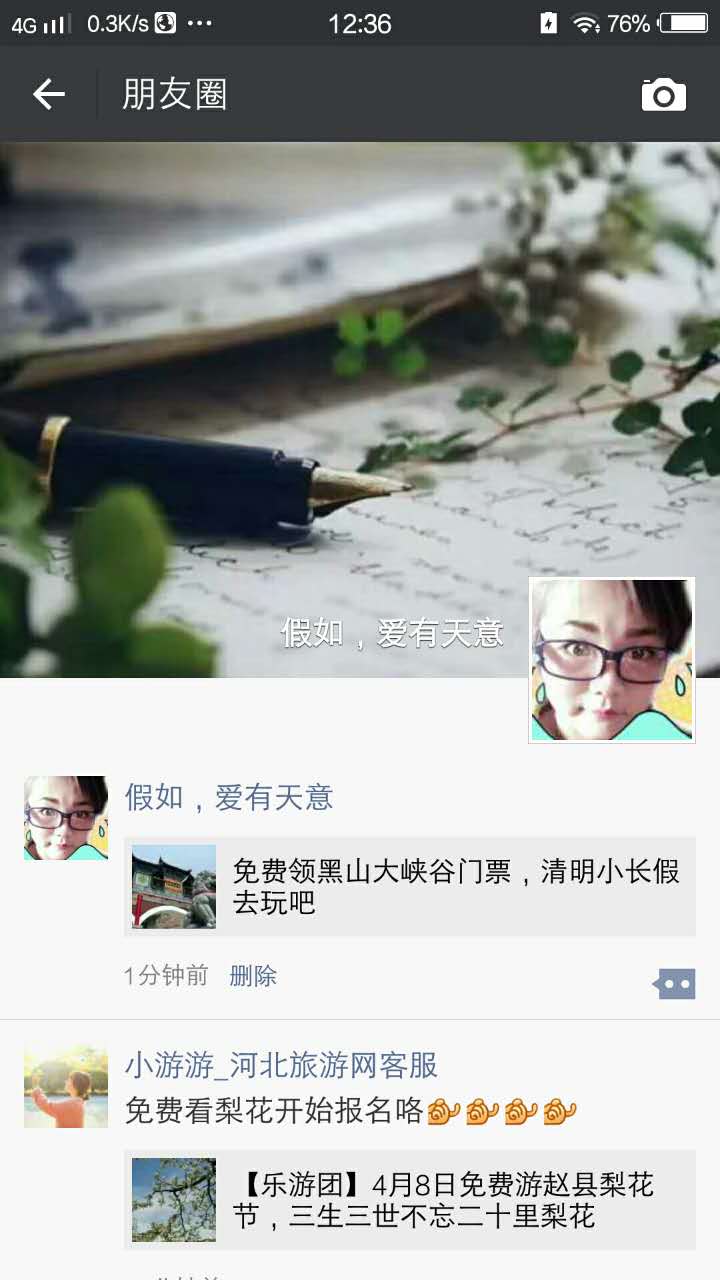 4G 0.3K/s 12:36 76%
朋友圈
假如，爱有天意
假如，爱有天意
免费领黑山大峡谷门票，清明小长假
去玩吧
1分钟前 删除
小游游_河北旅游网客服
免费看梨花开始报名咯
【乐游团】4月8日免费游赵县梨花
节，三生三世不忘二十里梨花